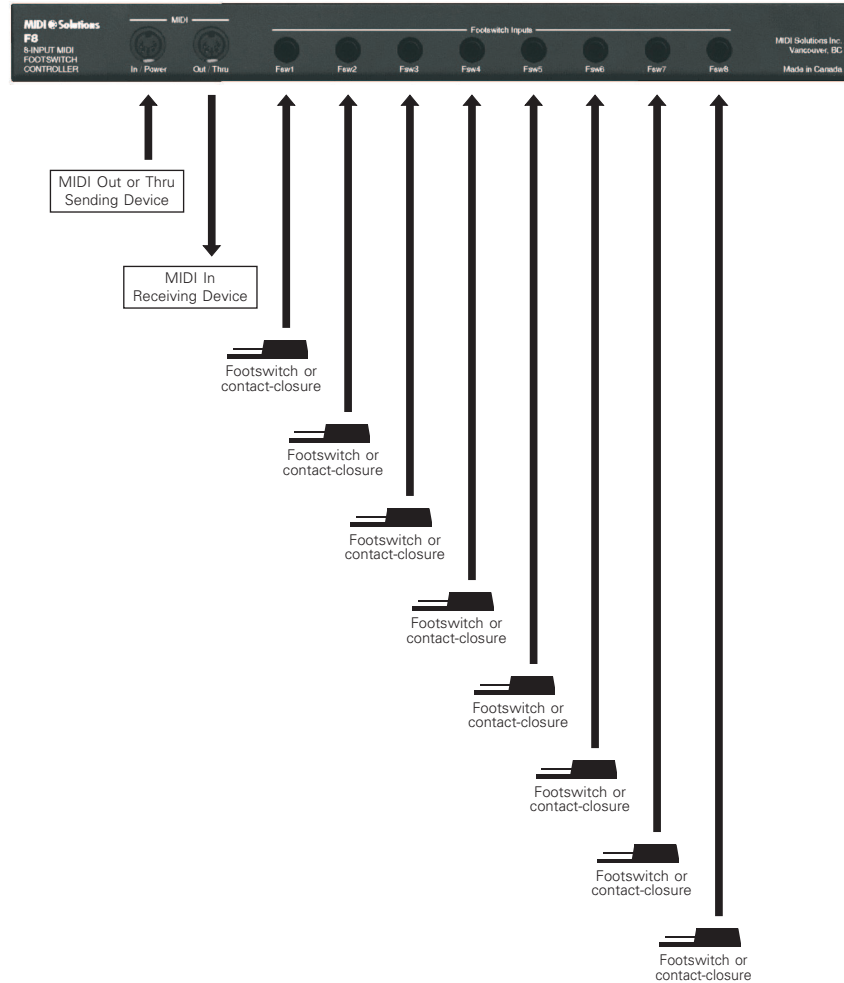 MIDI Solutions
F8
8-INPUT MIDI
FOOTSWITCH
CONTROLLER
MIDI
In / Power
Out / Thru
Footswitch Inputs
Fsw1
Fsw2
Fsw3
Fsw4
Fsw5
Fsw6
Fsw7
Fsw8
MIDI Solutions Inc.
Vancouver, BC
Made in Canada
MIDI Out or Thru
Sending Device
MIDI In
Receiving Device
Footswitch or
contact-closure
Footswitch or
contact-closure
Footswitch or
contact-closure
Footswitch or
contact-closure
Footswitch or
contact-closure
Footswitch or
contact-closure
Footswitch or
contact-closure
Footswitch or
contact-closure